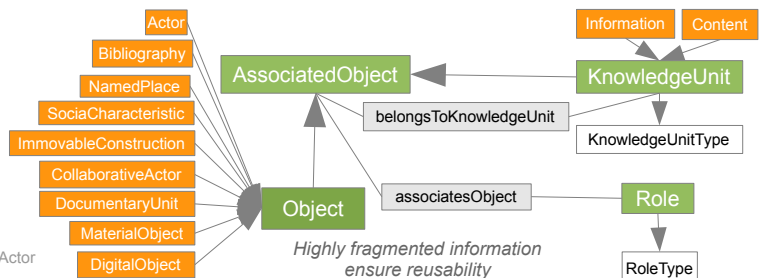 Actor
Bibliography
NamedPlace
SociaCharacteristic
ImmovableConstruction
CollaborativeActor
DocumentaryUnit
MaterialObject
DigitalObject
Actor
AssociatedObject
Object
belongsToKnowledgeUnit
associatesObject
Highly fragmented information
ensure reusability
Information
Content
KnowledgeUnit
KnowledgeUnitType
Role
RoleType